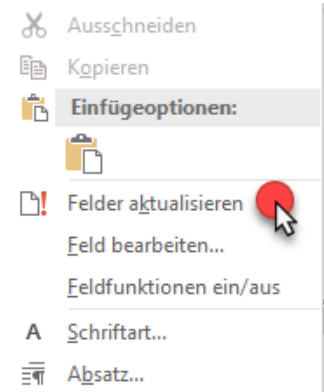 Ausschneiden
Kopieren
Einfügeoptionen:
Felder aktualisieren
Feld bearbeiten...
Feldfunktionen ein/aus
A Schriftart...
Absatz...